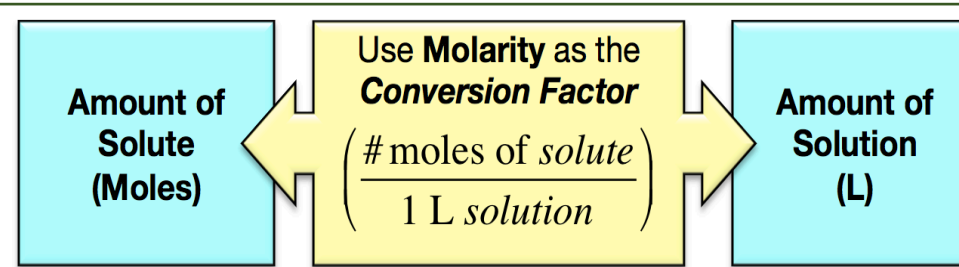 Amount of
Solute
(Moles)
Use Molarity as the
Conversion Factor
# moles of solute
1 L solution
Amount of
Solution
(L)